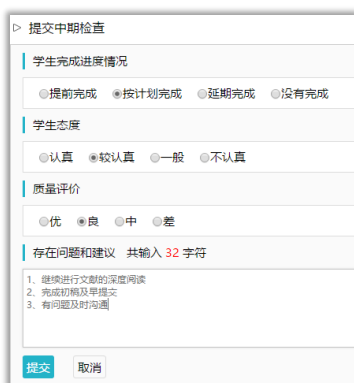 提交中期检查
学生完成进度情况
提前完成 按计划完成 延期完成 没有完成
学生态度
认真 较认真 一般 不认真
质量评价
优 良 中 差
存在问题和建议 共输入 32 字符
1、继续进行文献的深度阅读
2、完成初稿及早提交
3、有问题及时沟通
提交 取消